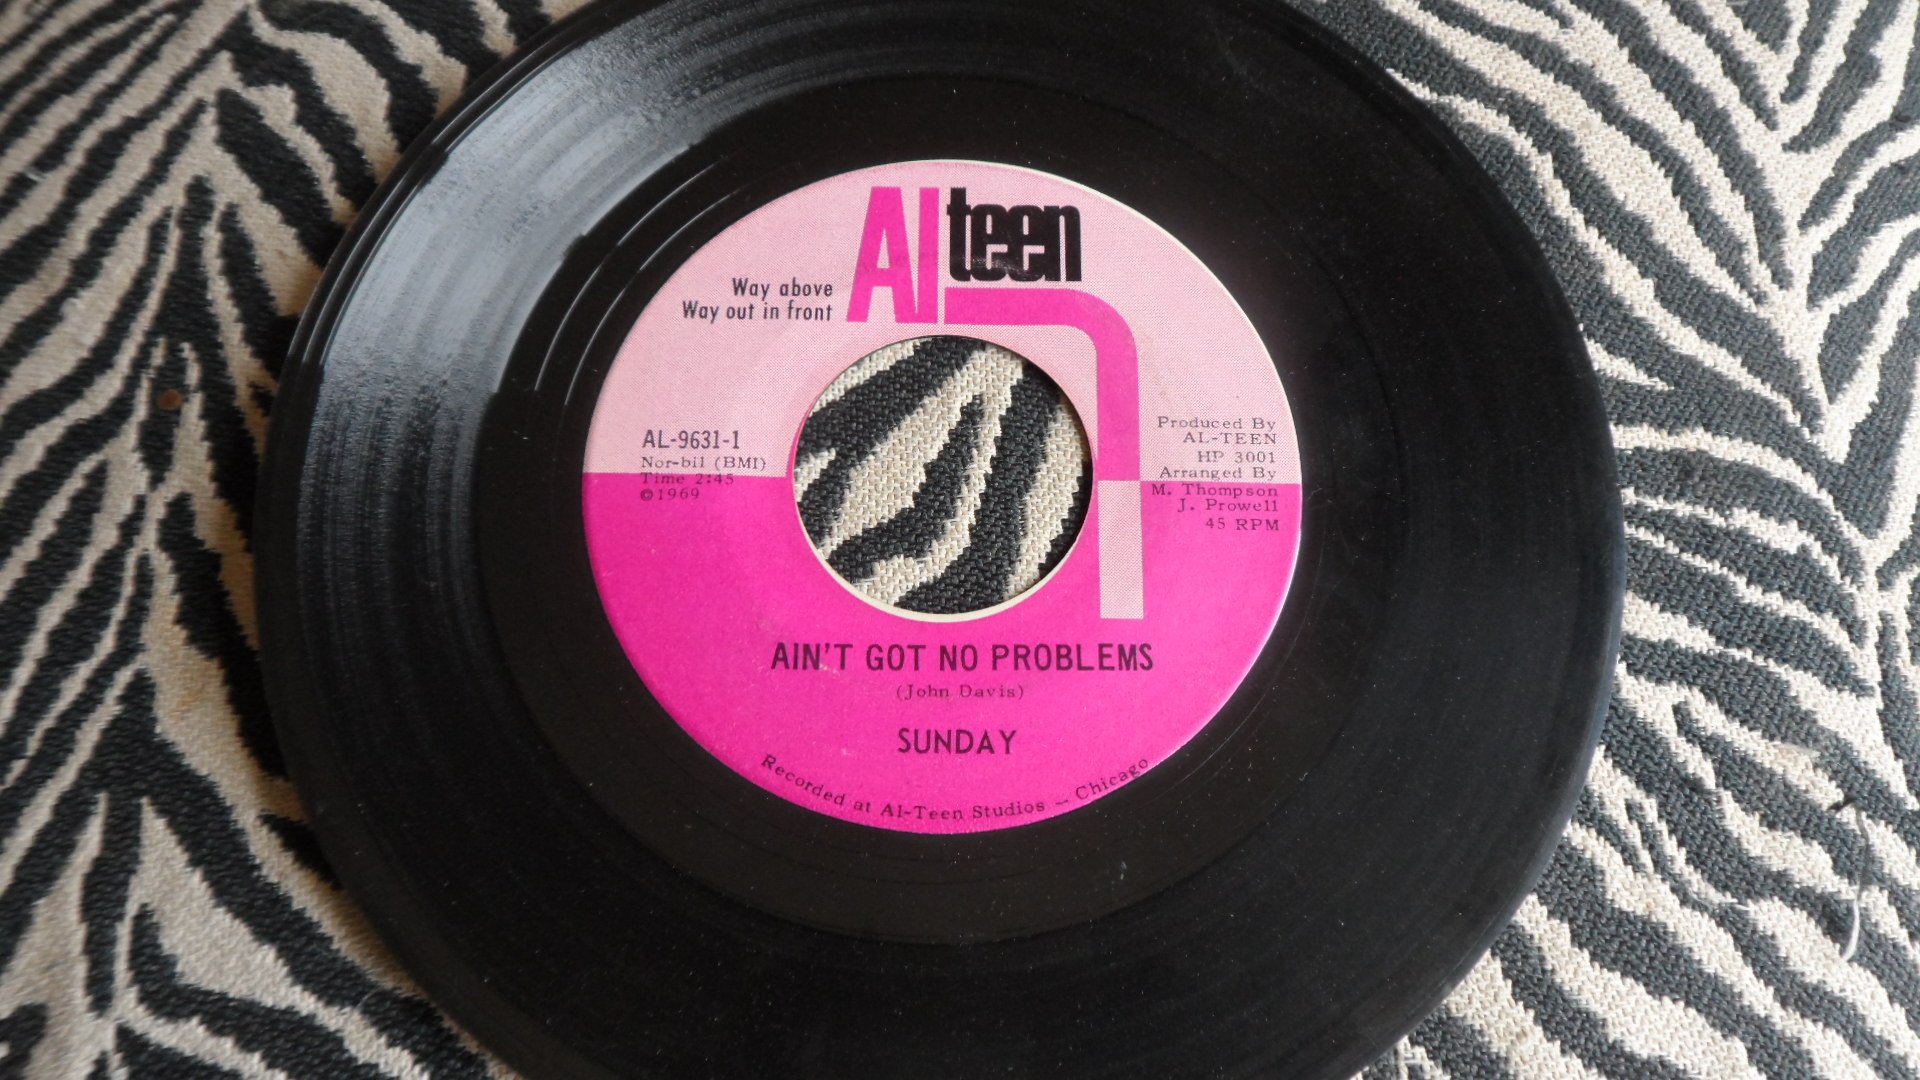 Al teen
Way above
Way out in front
AL-9631-1
Nor-bil (BMI)
Time 2:45
©1969
Produced By
AL-TEEN
HP 3001
Arranged By
M. Thompson
J. Prowell
45 RPM
AIN'T GOT NO PROBLEMS
(John Davis)
SUNDAY
Recorded at Al-Teen Studios — Chicago